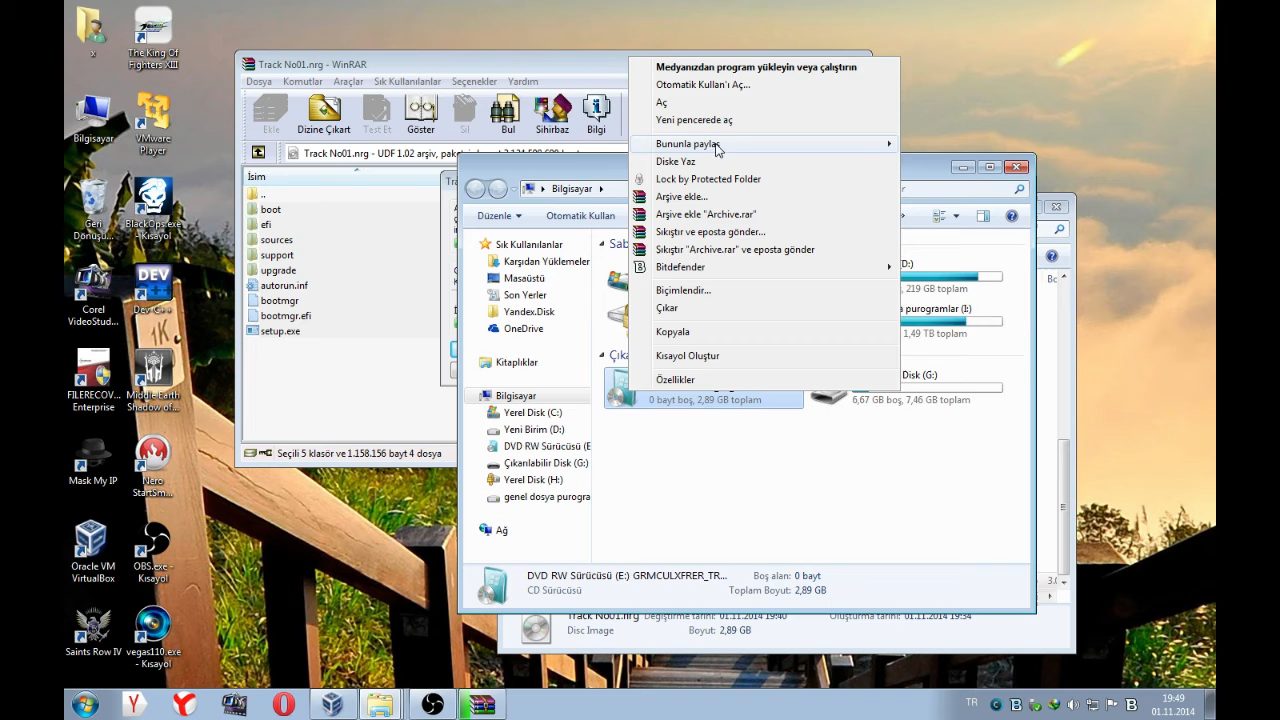 x
The King Of
Fighters XIII
Bilgisayar
VMware
Player
Geri
Dönüşü...
BlackOps.exe
- Kısayol
Corel
VideoStud...
Dev-C++
FILERECOV...
Enterprise
Middle Earth
Shadow of...
Mask My IP
Nero
StartSm...
Oracle VM
VirtualBox
OBS.exe -
Kısayol
Saints Row IV
vegas110.exe
- Kısayol
Track No01.nrg - WinRAR
Dosya Komutlar Araçlar Sık Kullanılanlar Seçenekler Yardım
Ekle Dizine Çıkart Test Et Göster Sil Bul Sihirbaz Bilgi
Track No01.nrg - UDF 1.02 arşiv,
İsim
..
boot
efi
sources
support
upgrade
autorun.inf
bootmgr
bootmgr.efi
setup.exe
Seçili 5 klasör ve 1.158.156 bayt 4 dosya
Medyanızdan program yükleyin veya çalıştırın
Otomatik Kullan'ı Aç...
Aç
Yeni pencerede aç
Bununla paylaş
Diske Yaz
Lock by Protected Folder
Arşive ekle...
Arşive ekle "Archive.rar"
Sıkıştır ve eposta gönder...
Sıkıştır "Archive.rar" ve eposta gönder
Bitdefender
Biçimlendir...
Çıkar
Kopyala
Kısayol Oluştur
Özellikler
Bilgisayar
Düzenle Otomatik Kullan
Sık Kullanılanlar
Karşıdan Yüklemeler
Masaüstü
Son Yerler
Yandex.Disk
OneDrive
Kitaplıklar
Bilgisayar
Yerel Disk (C:)
Yeni Birim (D:)
DVD RW Sürücüsü (E
Çıkarılabilir Disk (G:)
Yerel Disk (H:)
genel dosya purogra
Ağ
Sab
D:)
, 219 GB toplam
a purogramlar (I:)
, 1,49 TB toplam
Çıka
0 bayt boş, 2,89 GB toplam
Disk (G:)
6,67 GB boş, 7,46 GB toplam
DVD RW Sürücüsü (E:) GRMCULXFRER_TR... Boş alan: 0 bayt
CD Sürücüsü Toplam Boyut: 2,89 GB
Track No01.nrg Değiştirme tarihi: 01.11.2014 19:40 Oluşturma tarihi: 01.11.2014 19:34
Disc Image Boyut: 2,89 GB
TR
19:49
01.11.2014